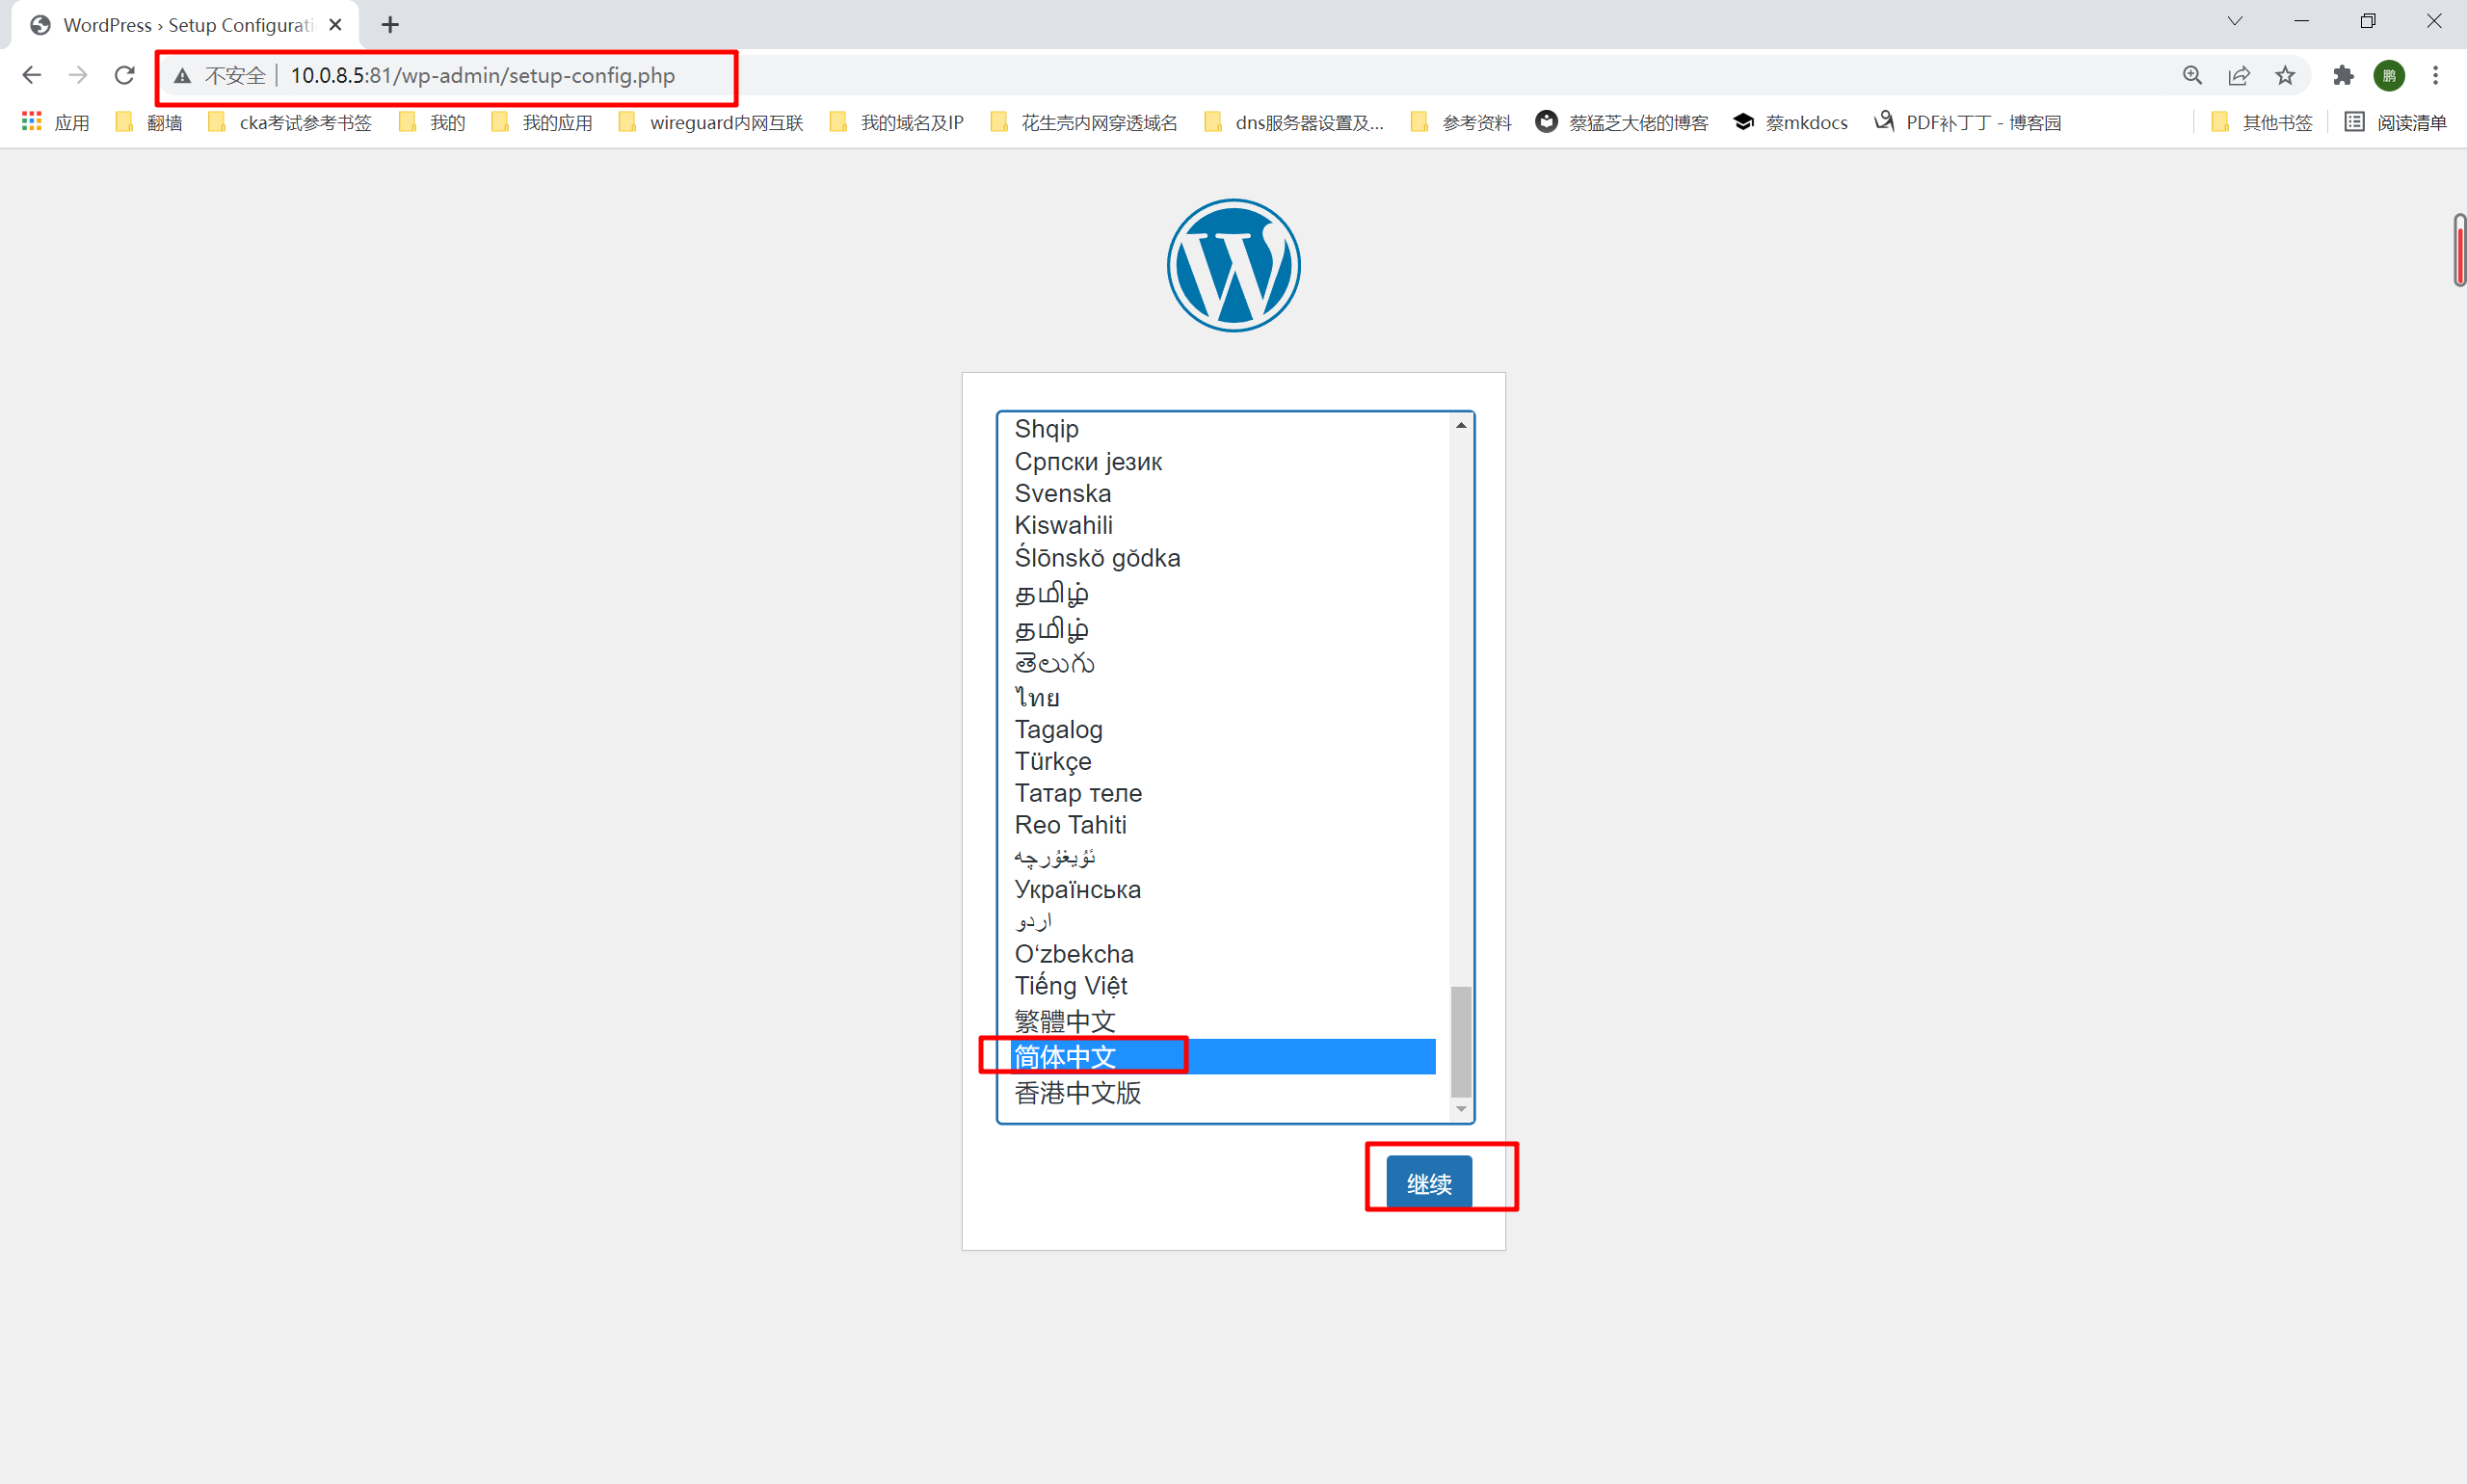 WordPress › Setup Configurati
不安全 10.0.8.5:81/wp-admin/setup-config.php
应用 翻墙 cka考试参考书签 我的 我的应用 wireguard内网互联 我的域名及IP 花生壳内网穿透域名 dns服务器设置及... 参考资料 蔡猛芝大佬的博客 蔡mkdocs PDF补丁丁 - 博客园 其他书签 阅读清单
鹏
Shqip
Српски језик
Svenska
Kiswahili
Ślōnskŏ gŏdka
தமிழ்
தமிழ்
తెలుగు
ไทย
Tagalog
Türkçe
Татар теле
Reo Tahiti
ئۇيغۇرچە
Українська
اردو
O‘zbekcha
Tiếng Việt
繁體中文
简体中文
香港中文版
继续